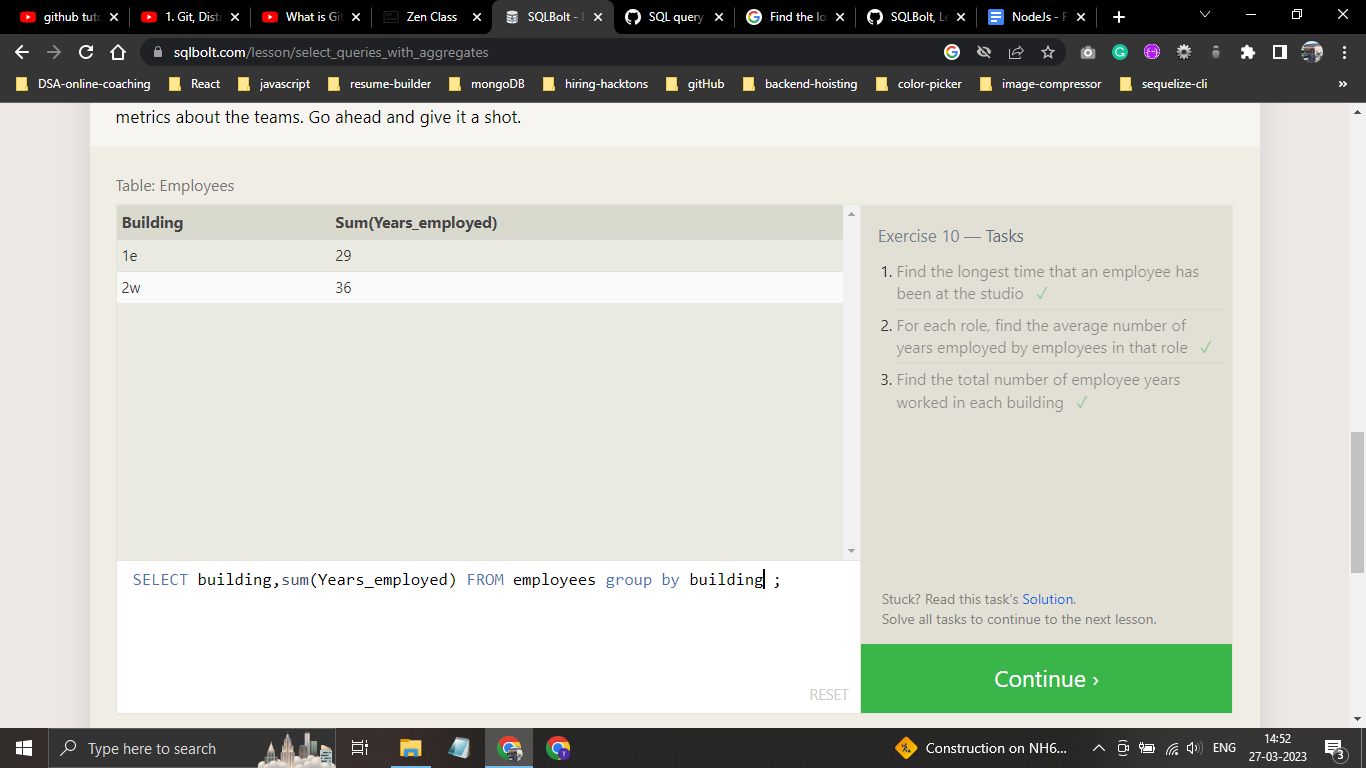 github tuto
1. Git, Dist
What is Git
Zen Class
SQLBolt - L
SQL query
Find the lo
SQLBolt, Le
NodeJs - F
sqlbolt.com/lesson/select_queries_with_aggregates
DSA-online-coaching
React
javascript
resume-builder
mongoDB
hiring-hacktons
gitHub
backend-hoisting
color-picker
image-compressor
sequelize-cli
»
metrics about the teams. Go ahead and give it a shot.
Table: Employees
Building Sum(Years_employed)
1e 29
2w 36
SELECT building,sum(Years_employed) FROM employees group by building ;
RESET
Exercise 10 — Tasks
1. Find the longest time that an employee has
been at the studio ✓
2. For each role, find the average number of
years employed by employees in that role ✓
3. Find the total number of employee years
worked in each building ✓
Stuck? Read this task's Solution.
Solve all tasks to continue to the next lesson.
Continue ›
Type here to search
Construction on NH6...
ENG
14:52
27-03-2023
3